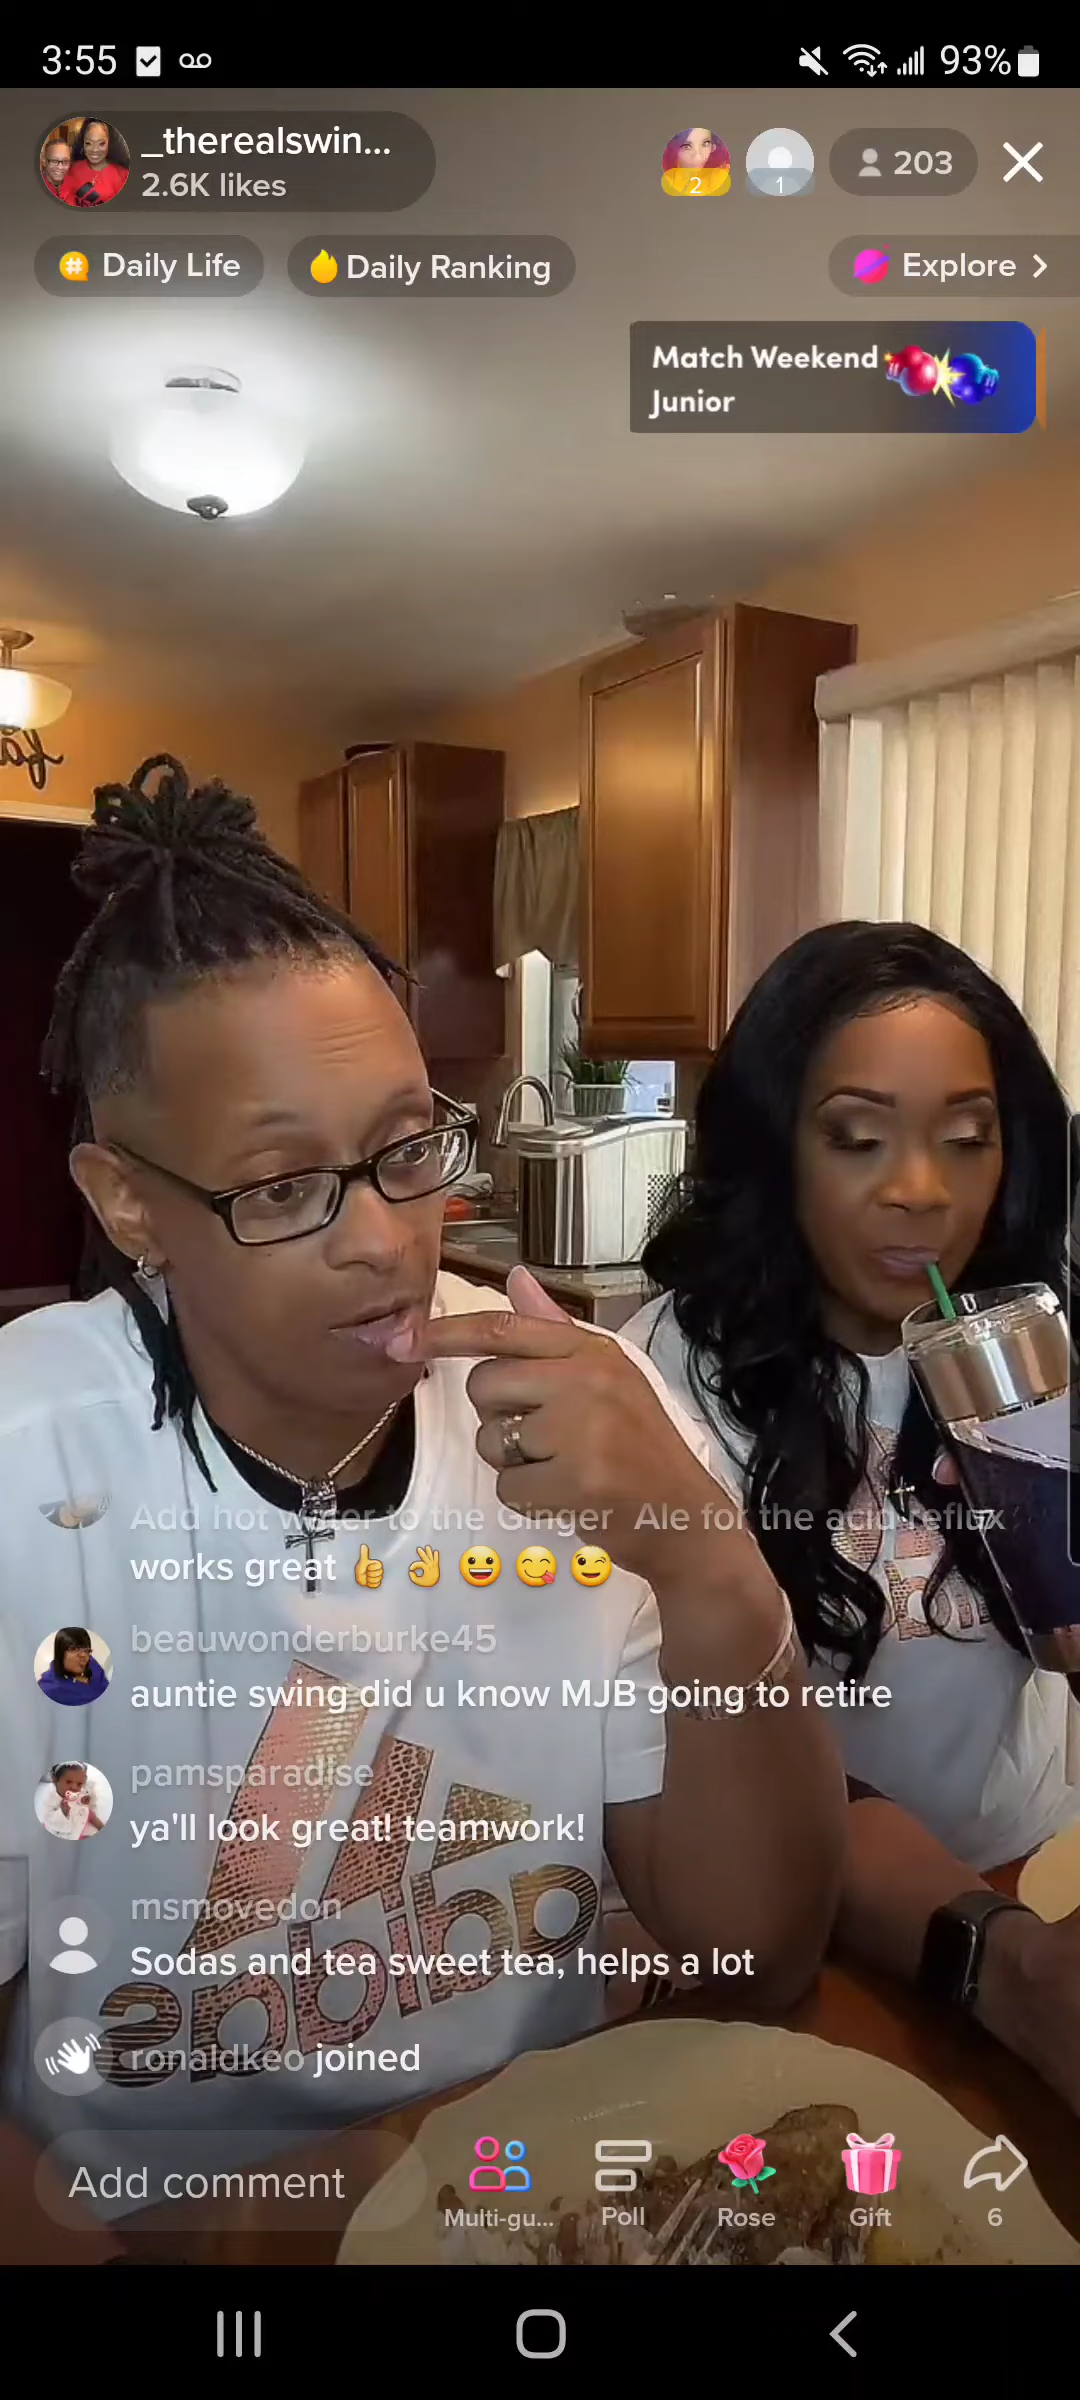 3:55
93%
_therealswin...
2.6K likes
2
1
203
Daily Life
Daily Ranking
Explore >
Match Weekend
Junior
fa
Add hot water to the Ginger Ale for the acid reflux
works great 👍 👌 😀 😋 😉
beauwonderburke45
auntie swing did u know MJB going to retire
pamsparadise
ya'll look great! teamwork!
adidas
msmovedon
Sodas and tea sweet tea, helps a lot
ronaldkeo joined
Add comment
Multi-gu...
Poll
Rose
Gift
6